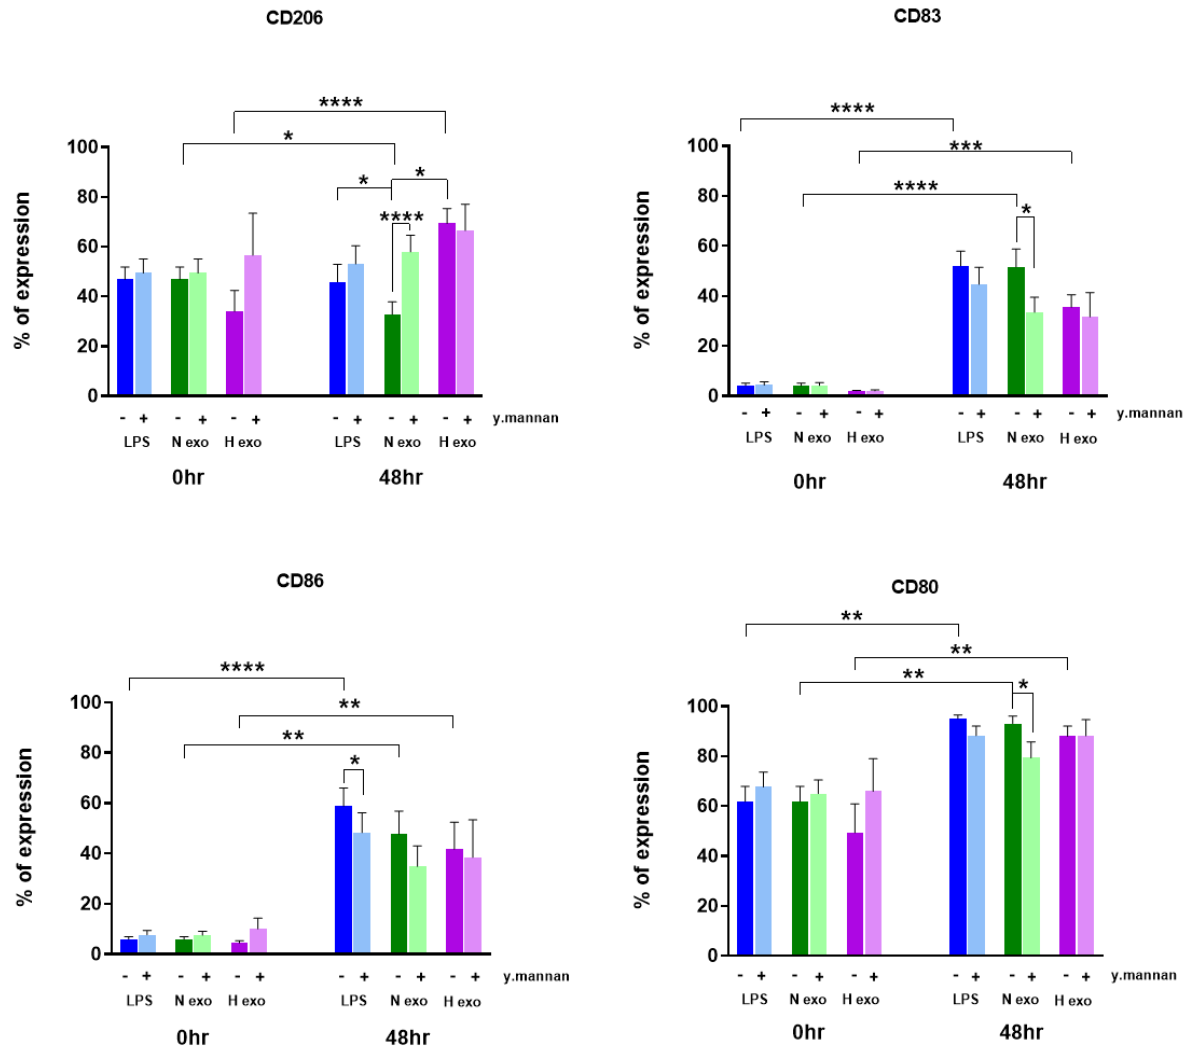 CD206
****
*
*
*
****
100
80
60
40
20
0
% of expression
- + - + - + - + - + - + y.mannan
LPS N exo H exo LPS N exo H exo
0hr 48hr
CD83
****
***
****
*
100
80
60
40
20
0
% of expression
- + - + - + - + - + - + y.mannan
LPS N exo H exo LPS N exo H exo
0hr 48hr
CD86
****
**
**
*
100
80
60
40
20
0
% of expression
- + - + - + - + - + - + y.mannan
LPS N exo H exo LPS N exo H exo
0hr 48hr
CD80
**
**
**
*
100
80
60
40
20
0
% of expression
- + - + - + - + - + - + y.mannan
LPS N exo H exo LPS N exo H exo
0hr 48hr